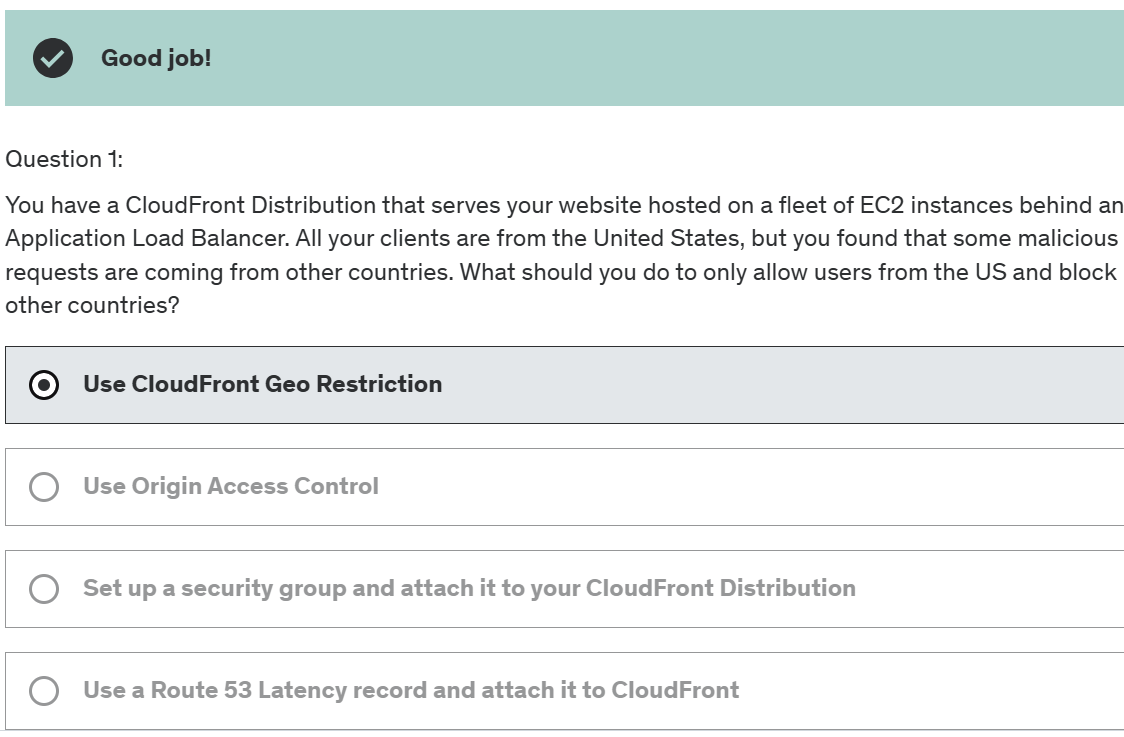 Good job!
Question 1:
You have a CloudFront Distribution that serves your website hosted on a fleet of EC2 instances behind an
Application Load Balancer. All your clients are from the United States, but you found that some malicious
requests are coming from other countries. What should you do to only allow users from the US and block
other countries?
Use CloudFront Geo Restriction
Use Origin Access Control
Set up a security group and attach it to your CloudFront Distribution
Use a Route 53 Latency record and attach it to CloudFront